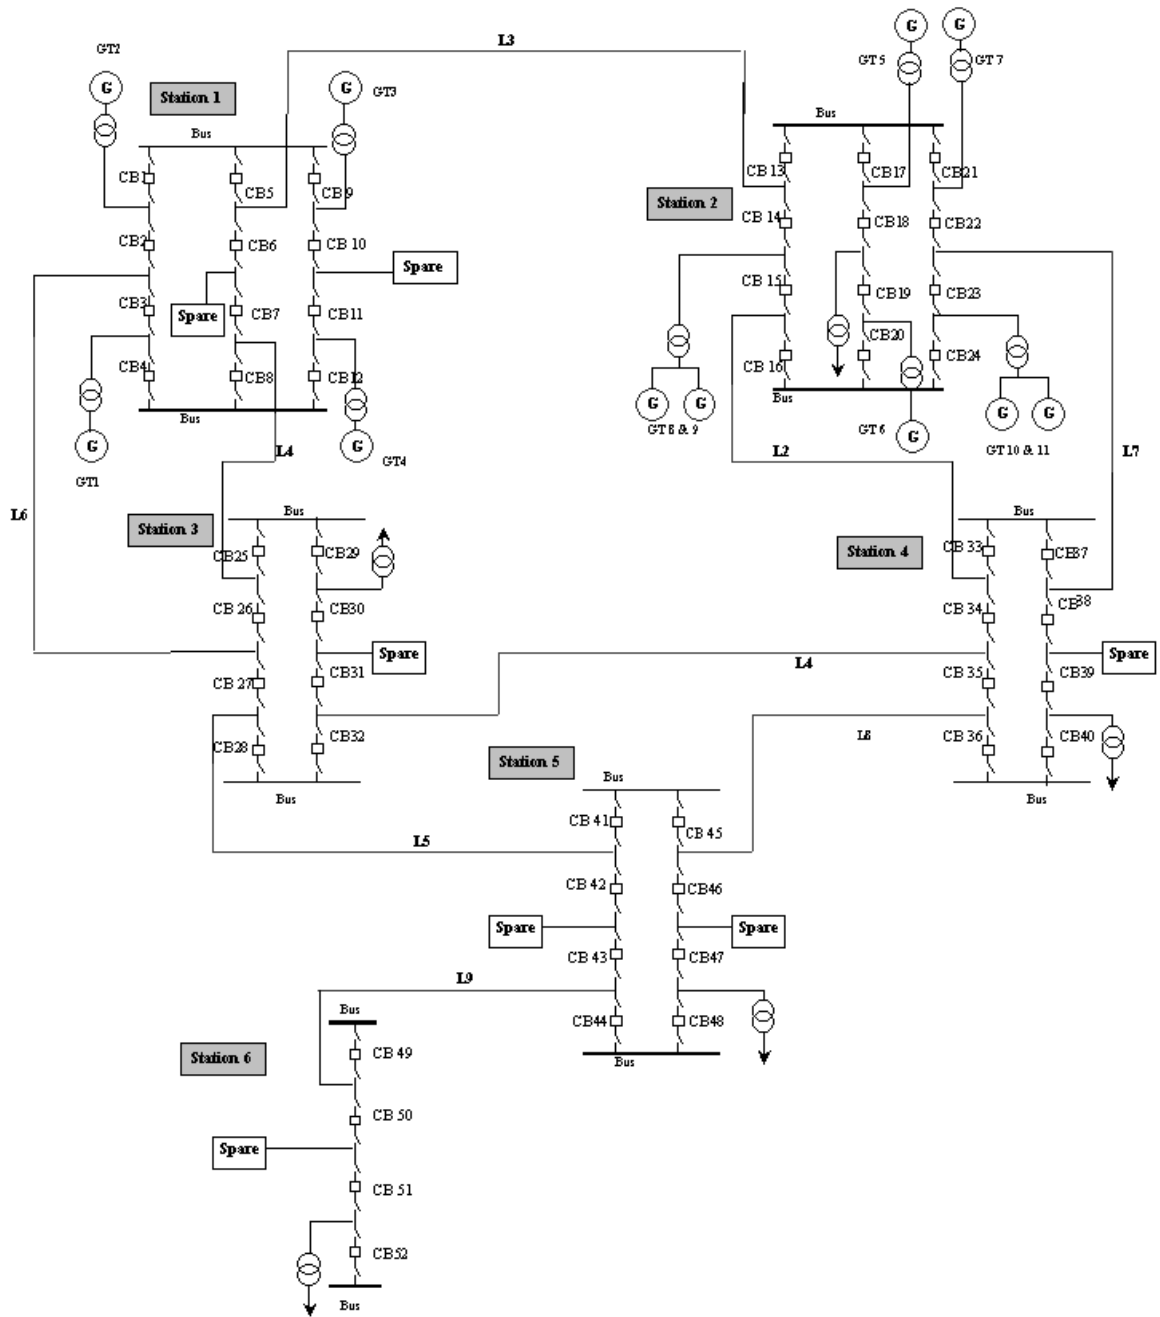 L3
GT2
G
Station 1
G
GT3
Bus
CB1
CB5
CB 9
CB2
CB6
CB 10
Spare
Spare
CB3
CB7
CB11
CB4
CB8
CB12
Bus
G
GT1
L4
G
GT4
G
G
GT5
GT 7
Bus
CB 13
CB17
CB21
Station 2
CB 14
CB18
CB22
CB 15
CB19
CB23
CB20
CB 16
CB24
Bus
G
G
GT 8 & 9
GT 6
G
G
G
GT 10 & 11
L2
L7
L6
Station 3
Bus
CB25
CB29
CB 26
CB30
Spare
CB 27
CB31
CB28
CB32
Bus
Station 4
Bus
CB 33
CB37
CB 34
CB38
Spare
L4
CB 35
CB39
L8
CB 36
CB40
Bus
Station 5
Bus
CB 41
CB 45
L5
CB 42
CB46
Spare
Spare
CB 43
CB47
L9
CB44
CB48
Bus
Bus
Station 6
CB 49
CB 50
Spare
CB 51
CB52
Bus